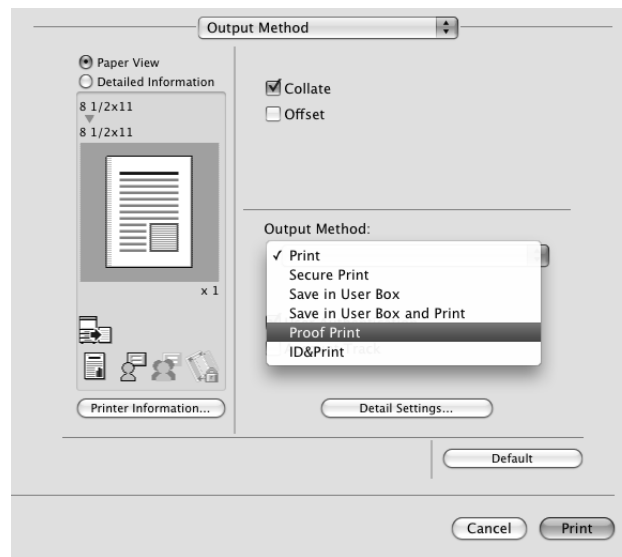 Output Method
Paper View
Detailed Information
8 1/2x11
8 1/2x11
x 1
Printer Information...
Collate
Offset
Output Method:
✓ Print
Secure Print
Save in User Box
Save in User Box and Print
Proof Print
ID&Print
Detail Settings...
Default
Cancel
Print